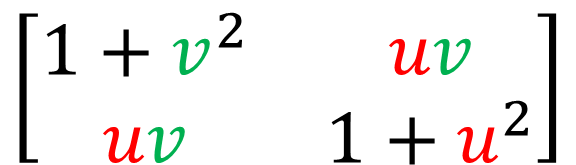 1 + v² uv
uv 1 + u²